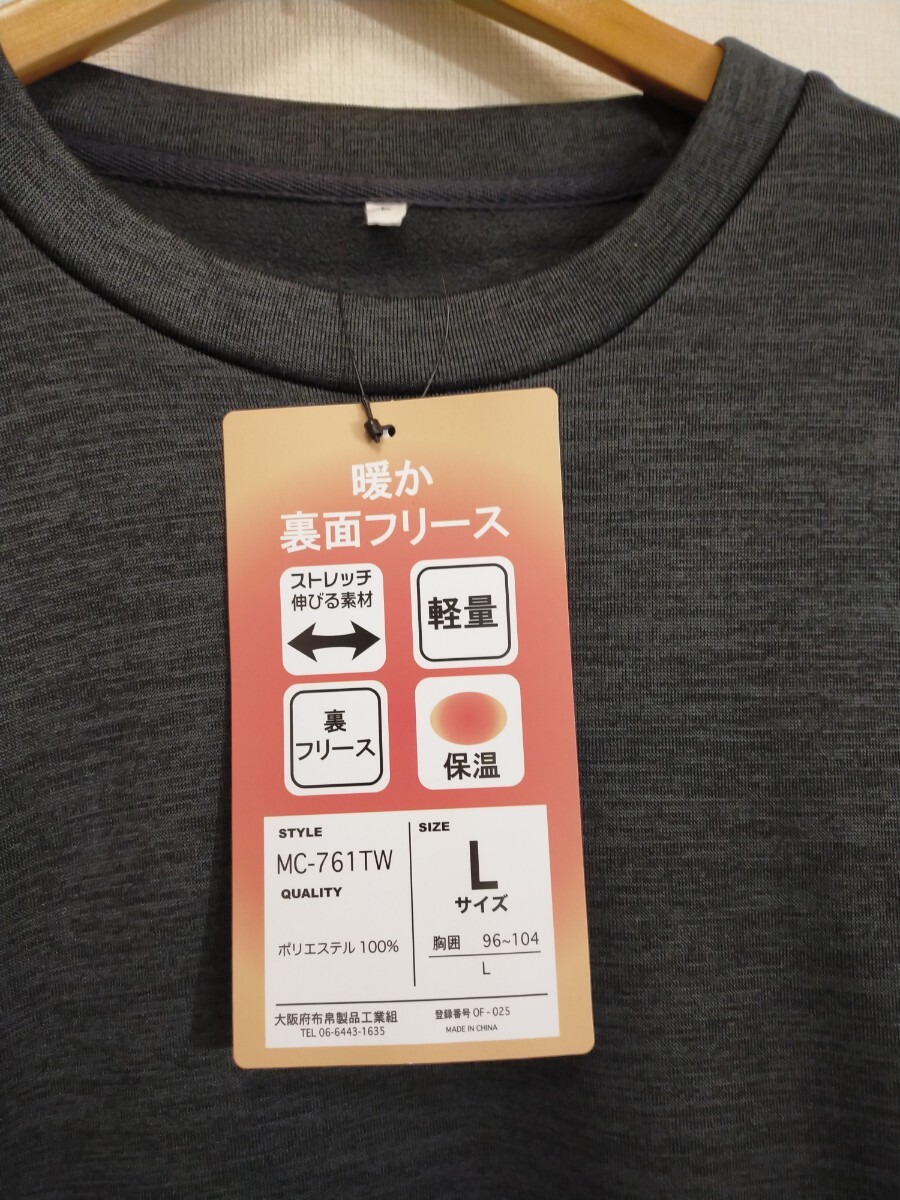 暖か
裏面フリース
ストレッチ
伸びる素材
軽量
裏
フリース
保温
STYLE
MC-761TW
QUALITY
ポリエステル 100%
SIZE
L
サイズ
胸囲 96~104
L
大阪府布帛製品工業組
TEL 06-6443-1635
登録番号 OF - 025
MADE IN CHINA